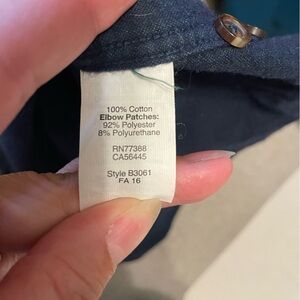 100% Cotton
Elbow Patches:
92% Polyester
8% Polyurethane
RN77388
CA56445
Style B3061
FA 16